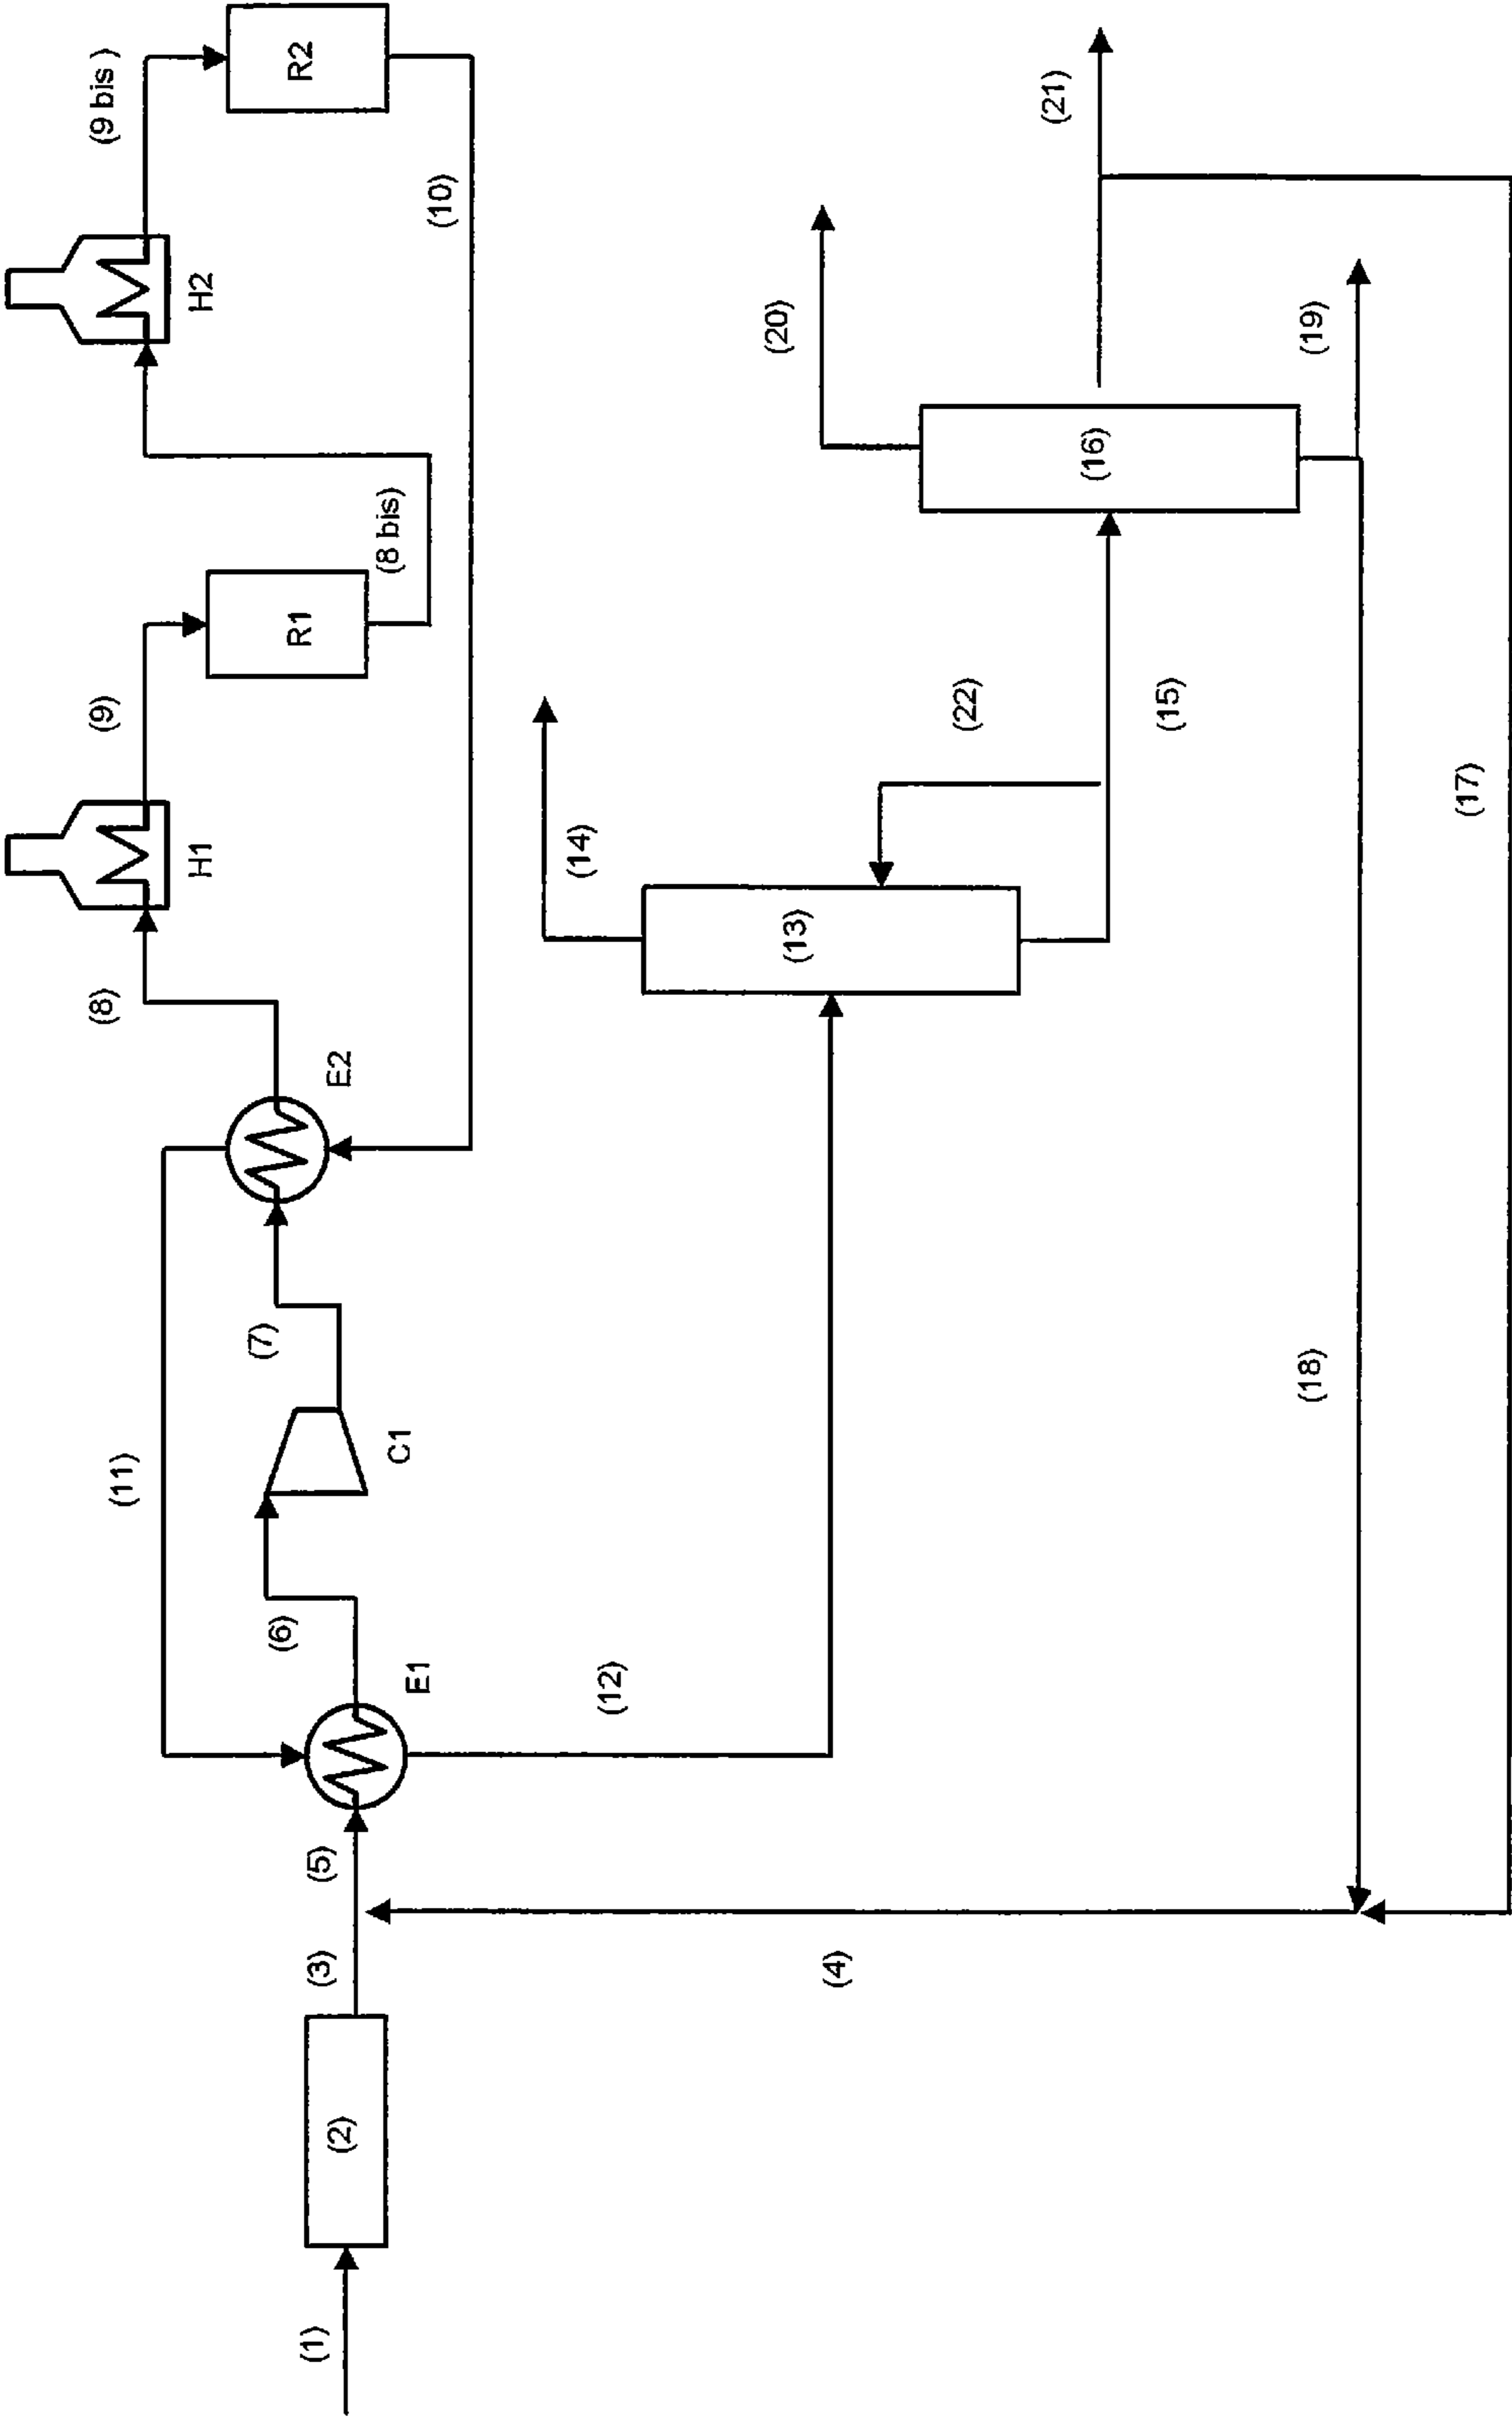 (1)
(2)
(3)
(4)
(5)
E1
(6)
C1
(7)
E2
(8)
H1
(9)
R1
(8 bis)
H2
(9 bis )
R2
(10)
(11)
(12)
(13)
(14)
(22)
(15)
(16)
(20)
(21)
(19)
(18)
(17)